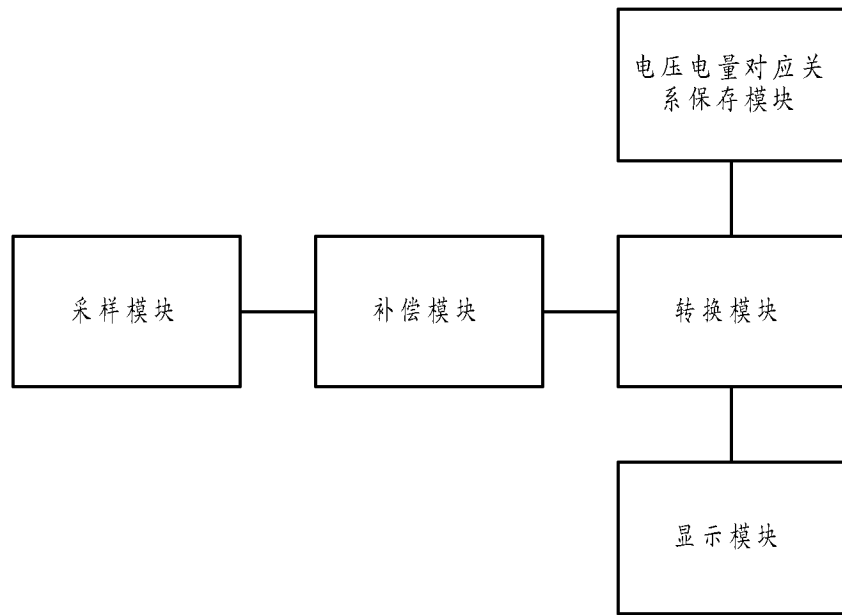 电压电量对应关
系保存模块
采样模块
补偿模块
转换模块
显示模块